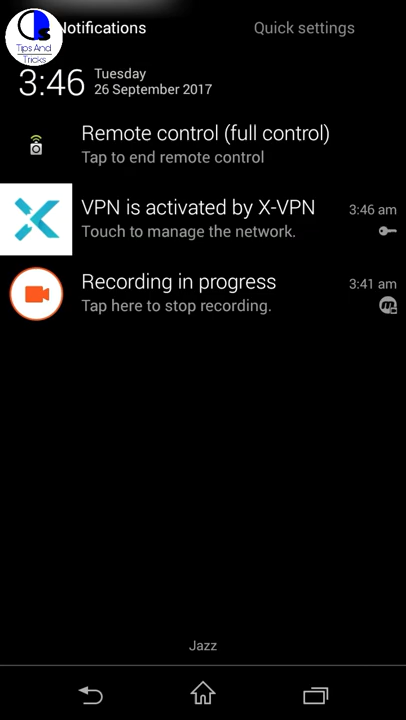 Tips And
Tricks
Notifications
Quick settings
3:46
Tuesday
26 September 2017
Remote control (full control)
Tap to end remote control
VPN is activated by X-VPN
3:46 am
Touch to manage the network.
Recording in progress
3:41 am
Tap here to stop recording.
Jazz